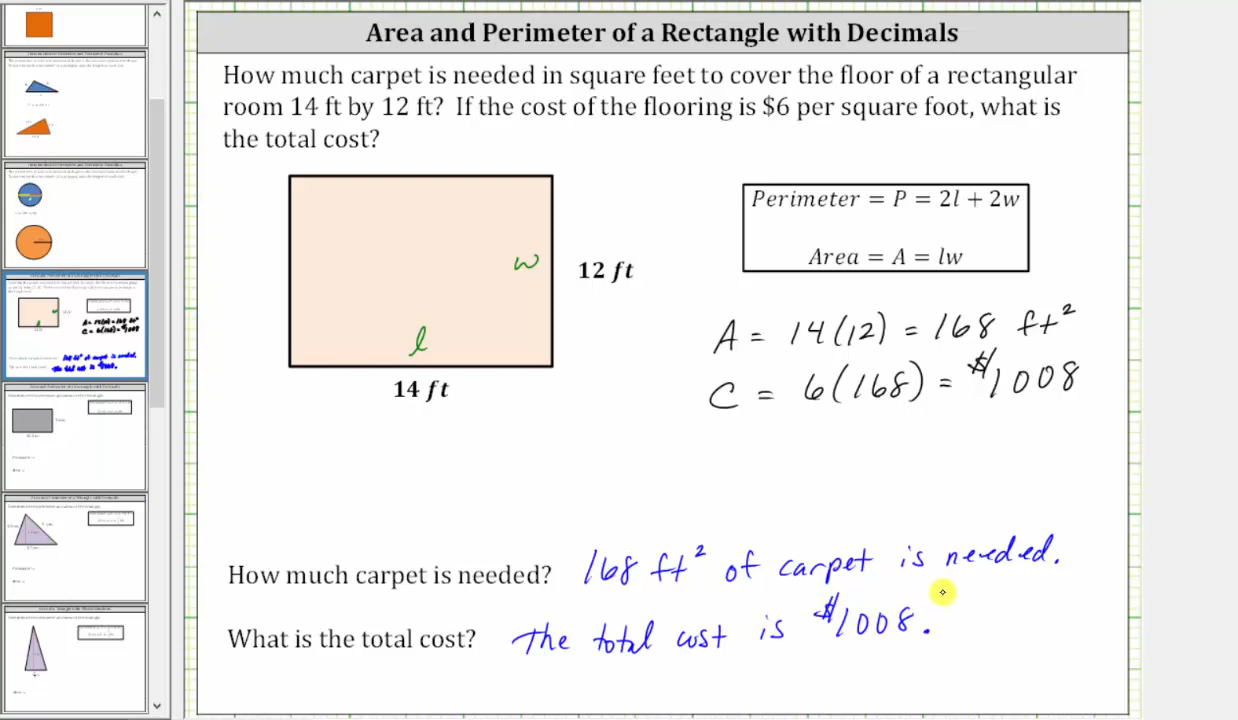 Area and Perimeter of a Rectangle with Decimals
How much carpet is needed in square feet to cover the floor of a rectangular
room 14 ft by 12 ft? If the cost of the flooring is $6 per square foot, what is
the total cost?
w
12 ft
l
14 ft
Perimeter = P = 2l + 2w
Area = A = lw
A = 14(12) = 168 ft²
C = 6(168) = $1008
How much carpet is needed? 168 ft² of carpet is needed.
What is the total cost? The total cost is $1008.